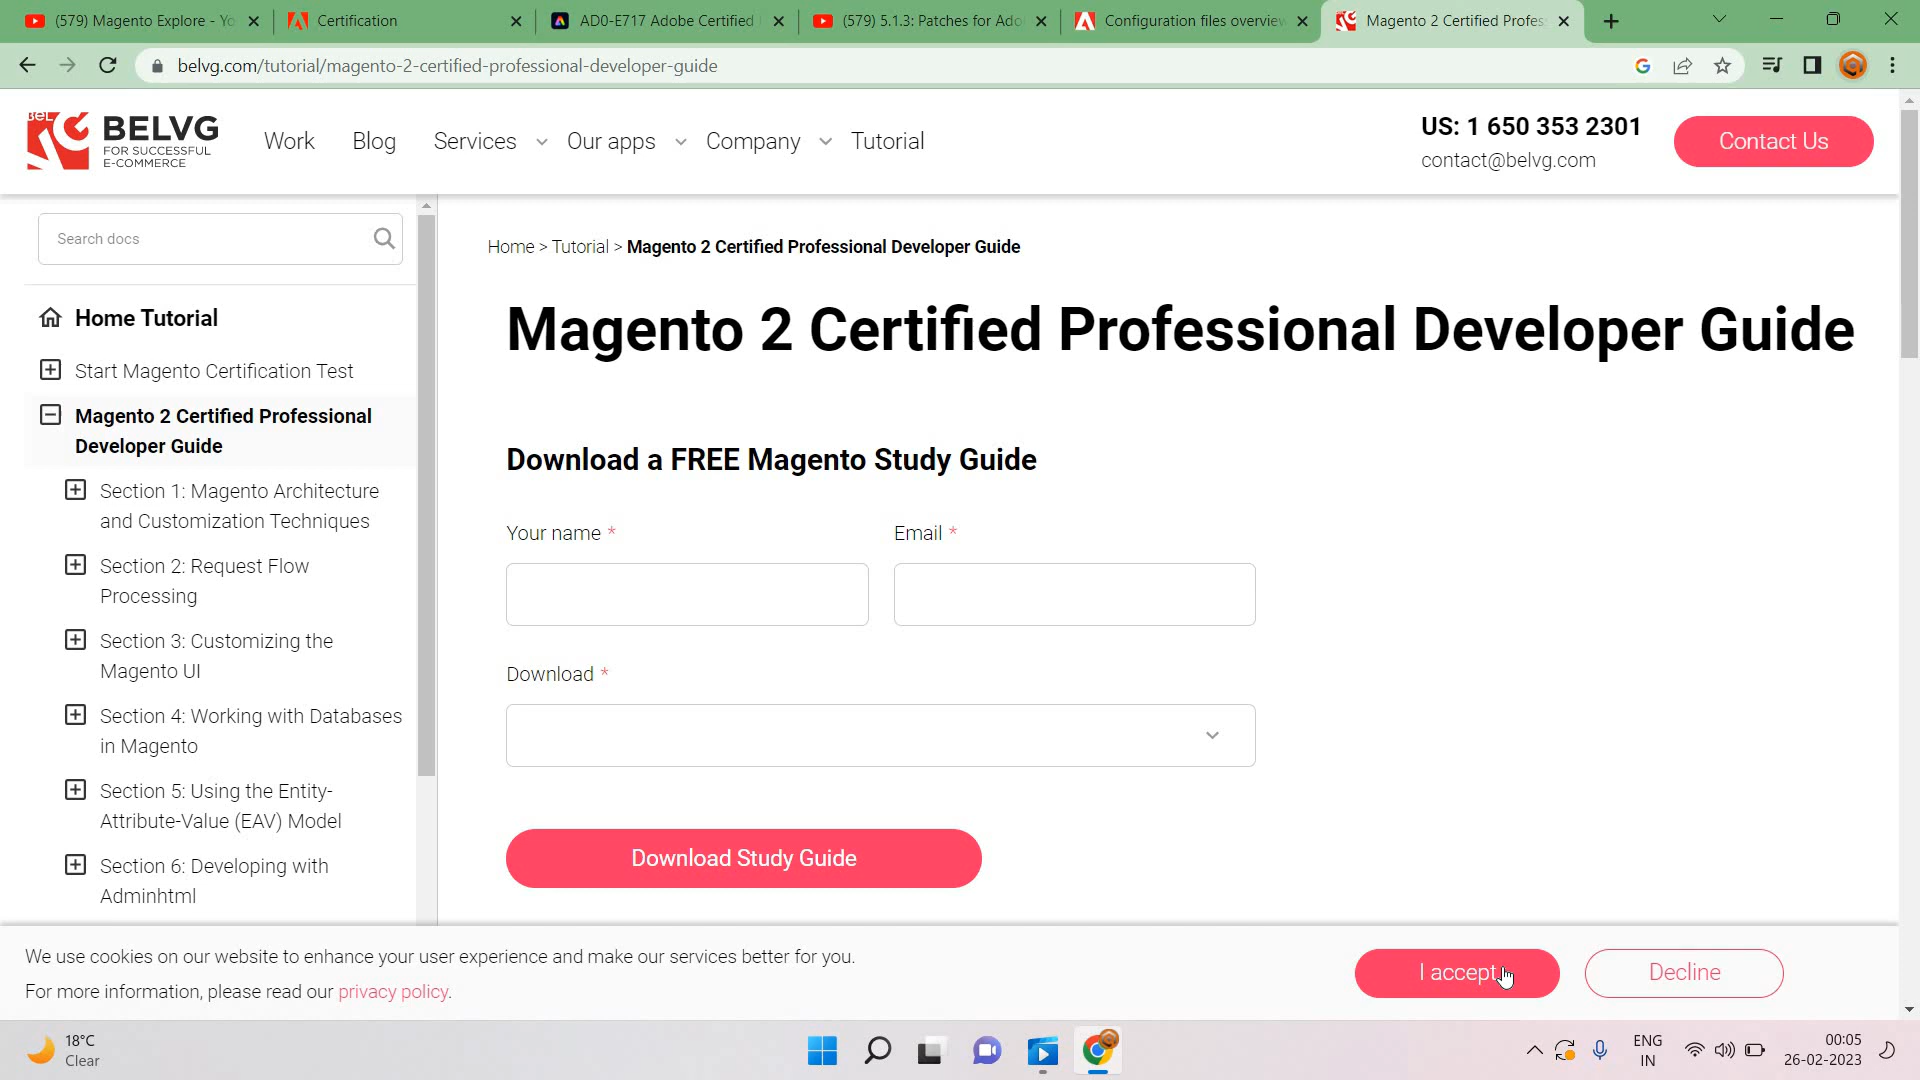 (579) Magento Explore - Yo
Certification
AD0-E717 Adobe Certified
(579) 5.1.3: Patches for Ado
Configuration files overview
Magento 2 Certified Profes
belvg.com/tutorial/magento-2-certified-professional-developer-guide
BELVG
FOR SUCCESSFUL
E-COMMERCE
Work
Blog
Services
Our apps
Company
Tutorial
US: 1 650 353 2301
contact@belvg.com
Contact Us
Search docs
Home > Tutorial > Magento 2 Certified Professional Developer Guide
Home Tutorial
Start Magento Certification Test
Magento 2 Certified Professional
Developer Guide
Section 1: Magento Architecture
and Customization Techniques
Section 2: Request Flow
Processing
Section 3: Customizing the
Magento UI
Section 4: Working with Databases
in Magento
Section 5: Using the Entity-
Attribute-Value (EAV) Model
Section 6: Developing with
Adminhtml
Magento 2 Certified Professional Developer Guide
Download a FREE Magento Study Guide
Your name *
Email *
Download *
Download Study Guide
We use cookies on our website to enhance your user experience and make our services better for you.
For more information, please read our privacy policy.
I accept
Decline
18°C
Clear
ENG
IN
00:05
26-02-2023